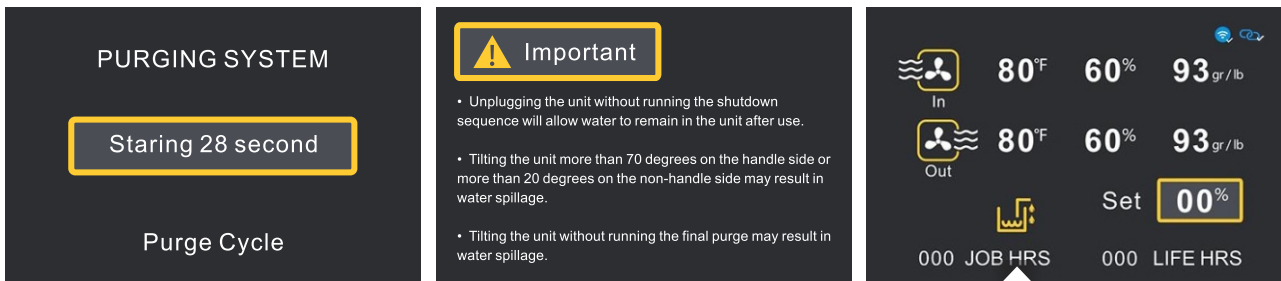 PURGING SYSTEM
Staring 28 second
Purge Cycle
Important
• Unplugging the unit without running the shutdown
sequence will allow water to remain in the unit after use.
• Tilting the unit more than 70 degrees on the handle side or
more than 20 degrees on the non-handle side may result in
water spillage.
• Tilting the unit without running the final purge may result in
water spillage.
80°F 60% 93 gr/lb
In
80°F 60% 93 gr/lb
Out
Set 00%
000 JOB HRS 000 LIFE HRS